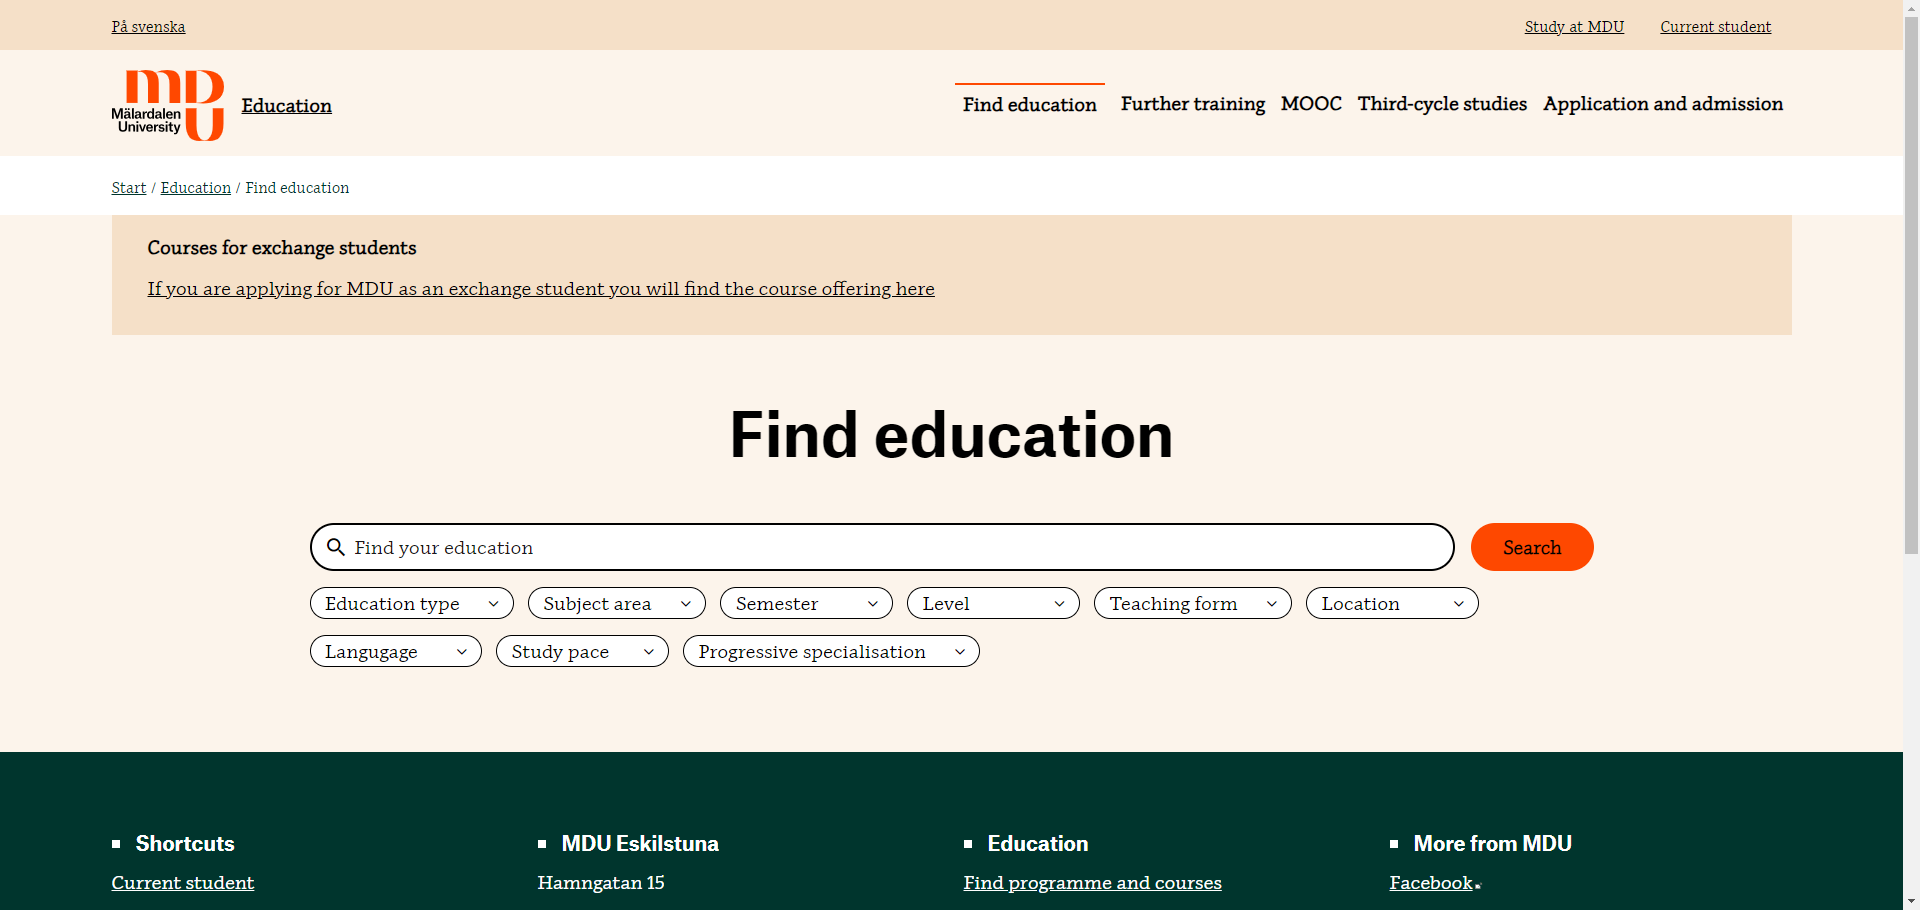 På svenska
Study at MDU
Current student
Mälardalen
University
Education
Find education
Further training
MOOC
Third-cycle studies
Application and admission
Start / Education / Find education
Courses for exchange students
If you are applying for MDU as an exchange student you will find the course offering here
Find education
Find your education
Search
Education type
Subject area
Semester
Level
Teaching form
Location
Langugage
Study pace
Progressive specialisation
Shortcuts
MDU Eskilstuna
Education
More from MDU
Current student
Hamngatan 15
Find programme and courses
Facebook